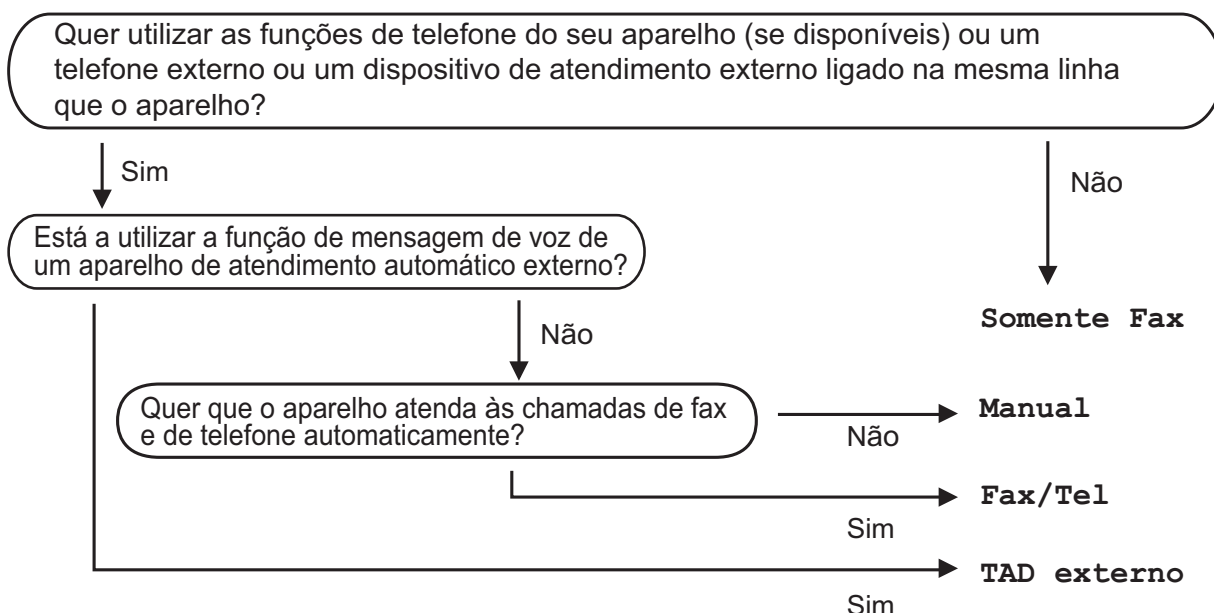 Quer utilizar as funções de telefone do seu aparelho (se disponíveis) ou um
telefone externo ou um dispositivo de atendimento externo ligado na mesma linha
que o aparelho?
Sim
Não
Está a utilizar a função de mensagem de voz de
um aparelho de atendimento automático externo?
Somente Fax
Não
Quer que o aparelho atenda às chamadas de fax
e de telefone automaticamente?
Manual
Não
Fax/Tel
Sim
TAD externo
Sim